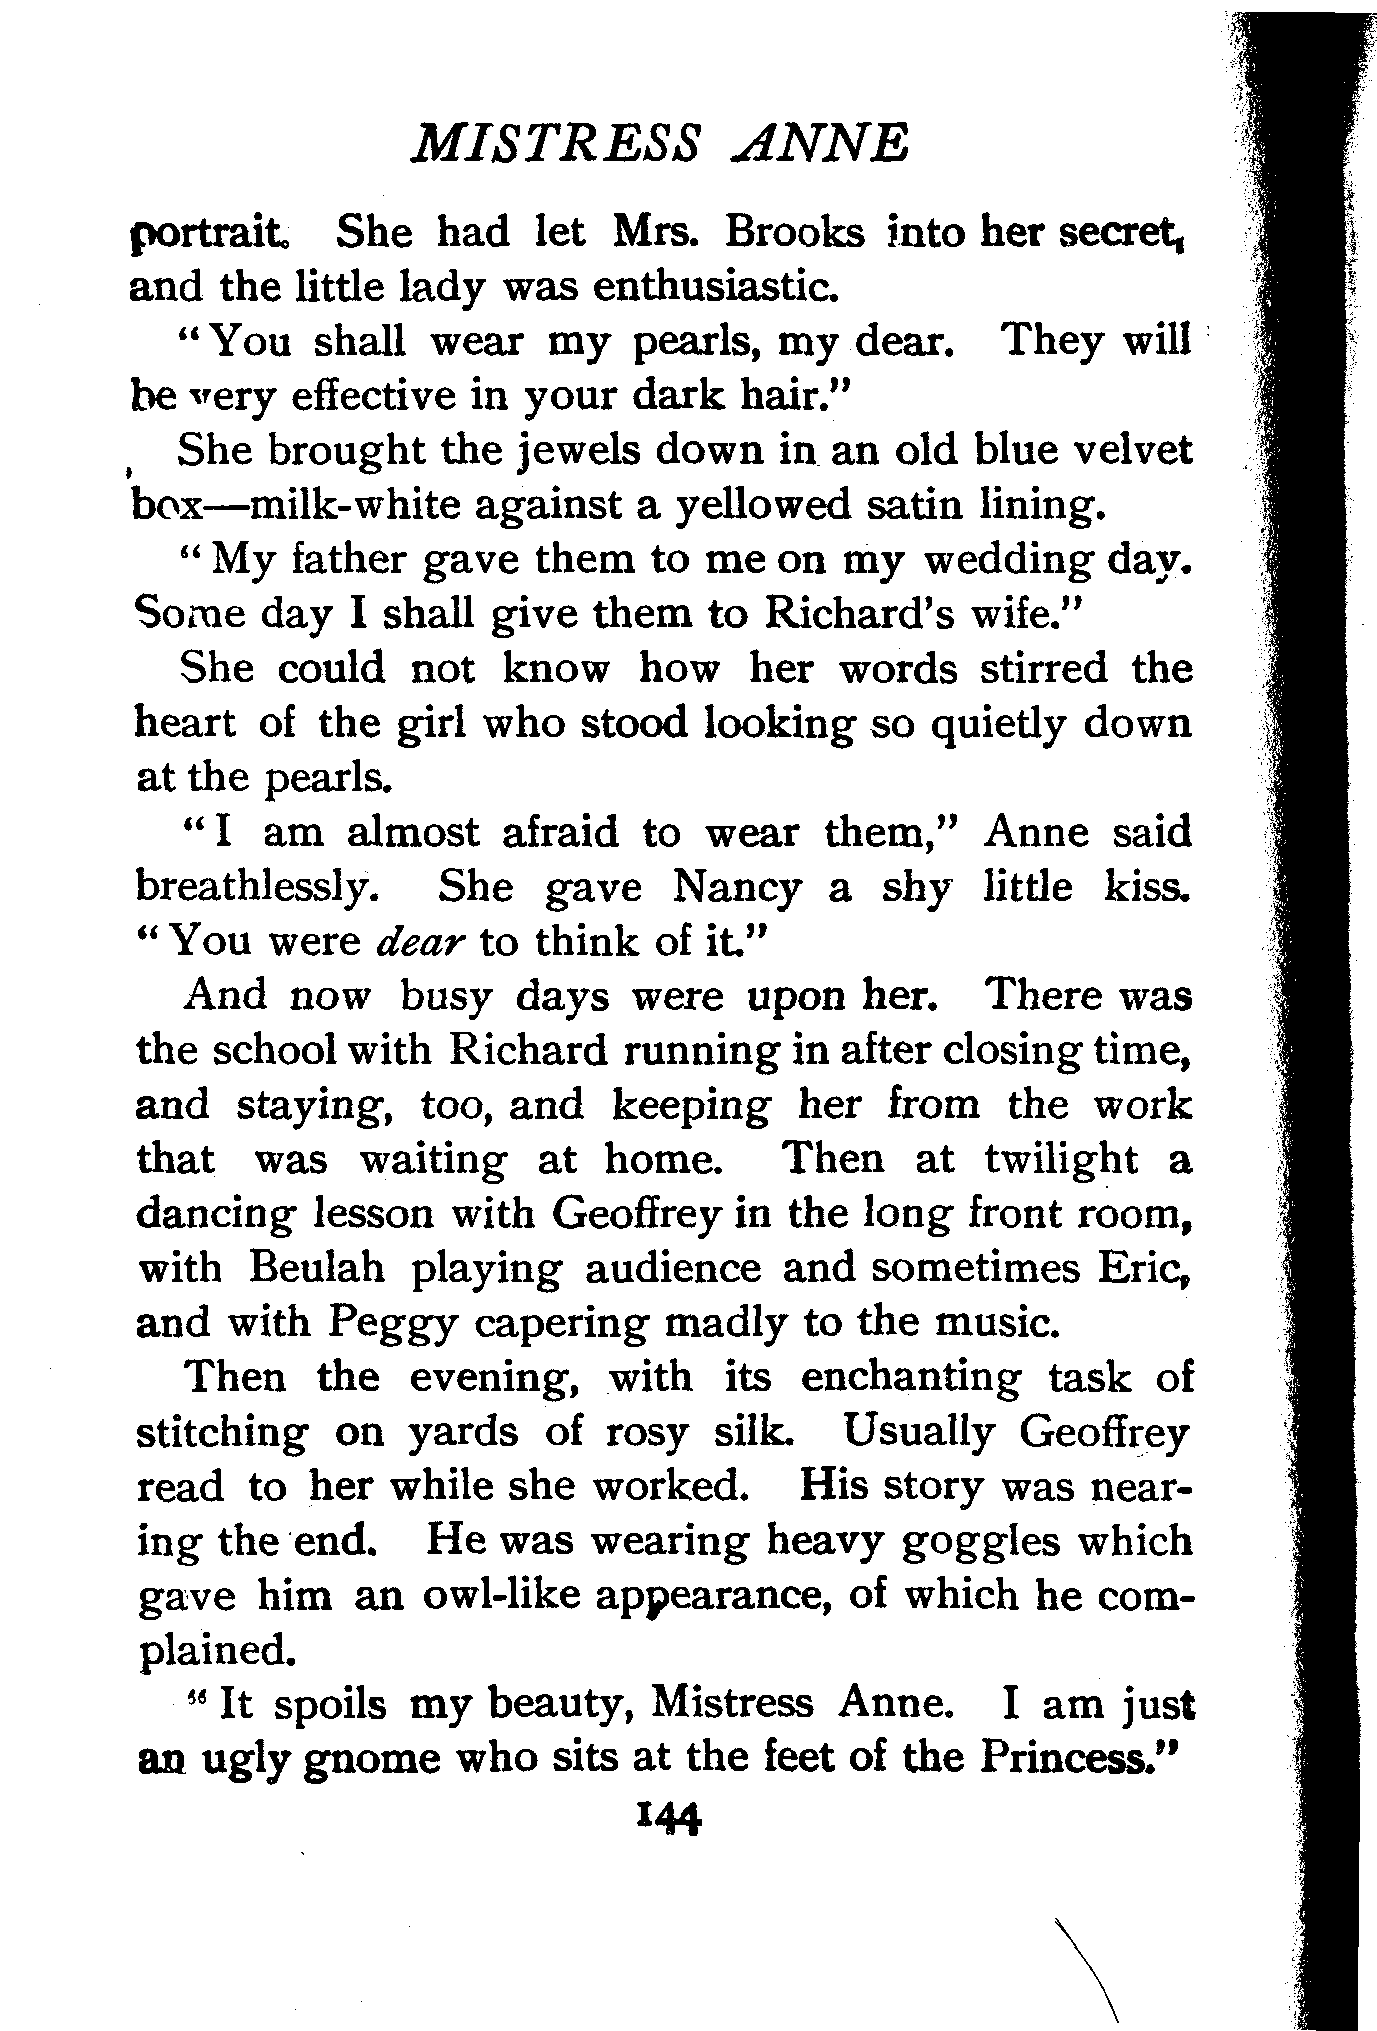 MISTRESS ANNE
portrait. She had let Mrs. Brooks into her secret,
and the little lady was enthusiastic.
"You shall wear my pearls, my dear. They will
be very effective in your dark hair."
She brought the jewels down in an old blue velvet
box—milk-white against a yellowed satin lining.
"My father gave them to me on my wedding day.
Some day I shall give them to Richard's wife."
She could not know how her words stirred the
heart of the girl who stood looking so quietly down
at the pearls.
"I am almost afraid to wear them," Anne said
breathlessly. She gave Nancy a shy little kiss.
"You were dear to think of it."
And now busy days were upon her. There was
the school with Richard running in after closing time,
and staying, too, and keeping her from the work
that was waiting at home. Then at twilight a
dancing lesson with Geoffrey in the long front room,
with Beulah playing audience and sometimes Eric,
and with Peggy capering madly to the music.
Then the evening, with its enchanting task of
stitching on yards of rosy silk. Usually Geoffrey
read to her while she worked. His story was near-
ing the end. He was wearing heavy goggles which
gave him an owl-like appearance, of which he com-
plained.
"It spoils my beauty, Mistress Anne. I am just
an ugly gnome who sits at the feet of the Princess."
144